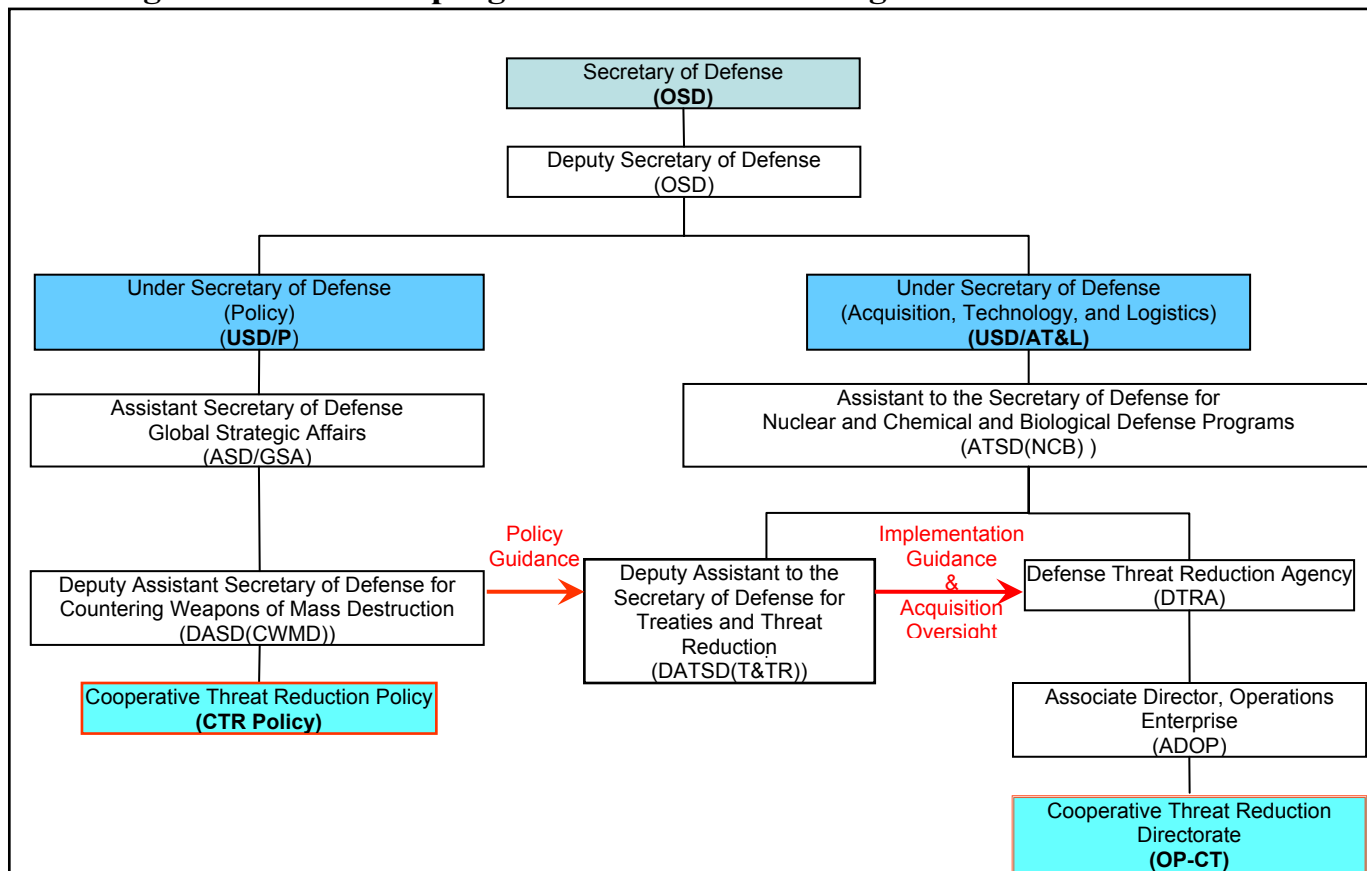 Secretary of Defense
(OSD)
Deputy Secretary of Defense
(OSD)
Under Secretary of Defense
(Policy)
(USD/P)
Under Secretary of Defense
(Acquisition, Technology, and Logistics)
(USD/AT&L)
Assistant Secretary of Defense
Global Strategic Affairs
(ASD/GSA)
Assistant to the Secretary of Defense for
Nuclear and Chemical and Biological Defense Programs
(ATSD(NCB) )
Policy
Guidance
Implementation
Guidance
&
Acquisition
Oversight
Deputy Assistant Secretary of Defense for
Countering Weapons of Mass Destruction
(DASD(CWMD))
Deputy Assistant to the
Secretary of Defense for
Treaties and Threat
Reduction
(DATSD(T&TR))
Defense Threat Reduction Agency
(DTRA)
Cooperative Threat Reduction Policy
(CTR Policy)
Associate Director, Operations
Enterprise
(ADOP)
Cooperative Threat Reduction
Directorate
(OP-CT)